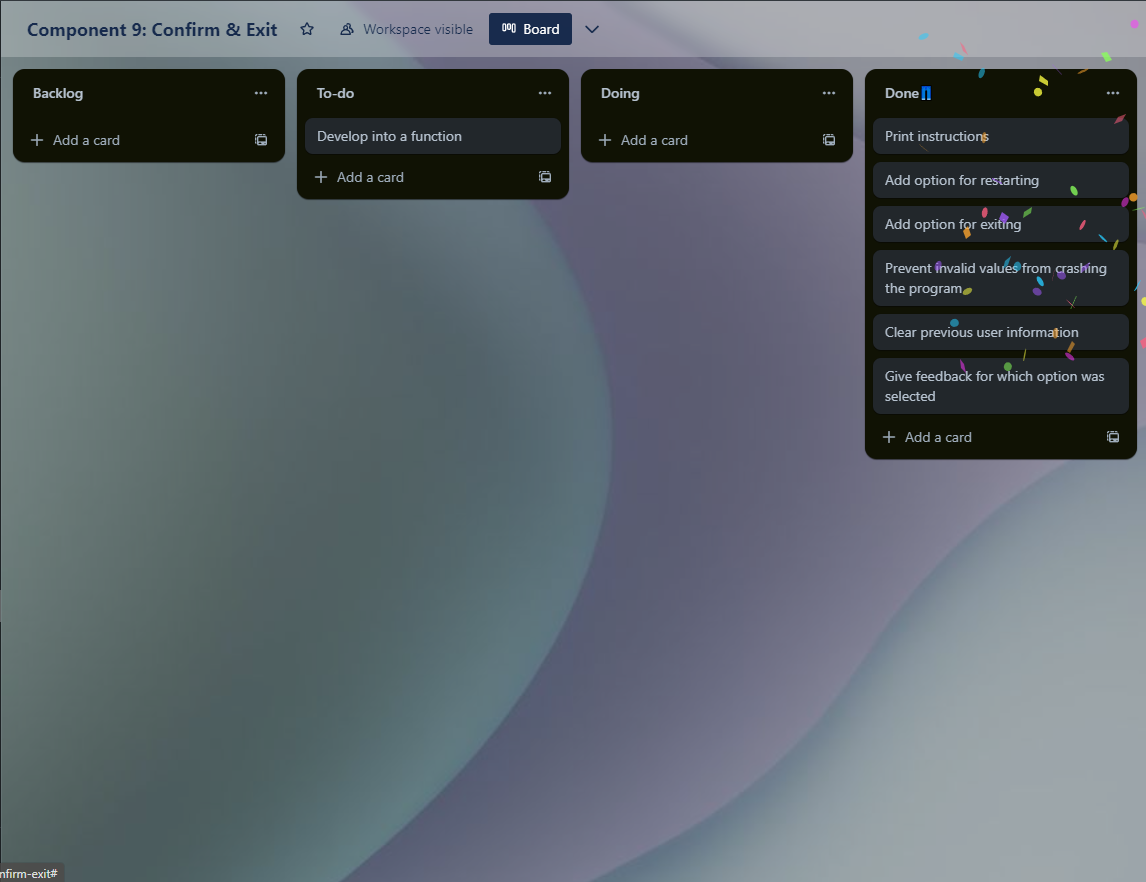 Component 9: Confirm & Exit
Workspace visible
Board
Backlog
Add a card
To-do
Develop into a function
Add a card
Doing
Add a card
Done👖
Print instructions
Add option for restarting
Add option for exiting
Prevent invalid values from crashing
the program
Clear previous user information
Give feedback for which option was
selected
Add a card
nfirm-exit#